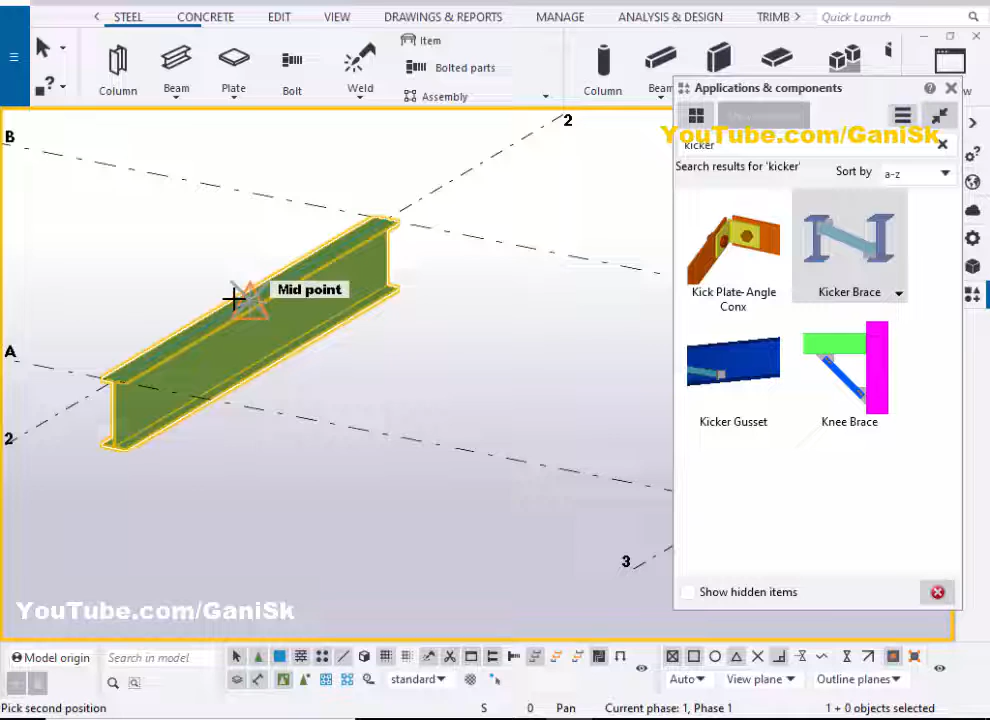 STEEL CONCRETE EDIT VIEW DRAWINGS & REPORTS MANAGE ANALYSIS & DESIGN TRIMB Quick Launch
Item
Bolted parts
Column Beam Plate Bolt Weld Assembly Column Beam
Applications & components
YouTube.com/GaniSk
kicker
Search results for 'kicker' Sort by a-z
Kick Plate-Angle Conx
Kicker Brace
Kicker Gusset
Knee Brace
Show hidden items
B
2
Mid point
A
2
3
YouTube.com/GaniSk
Model origin Search in model
standard Auto View plane Outline planes
Pick second position S O Pan Current phase: 1, Phase 1 1 + 0 objects selected